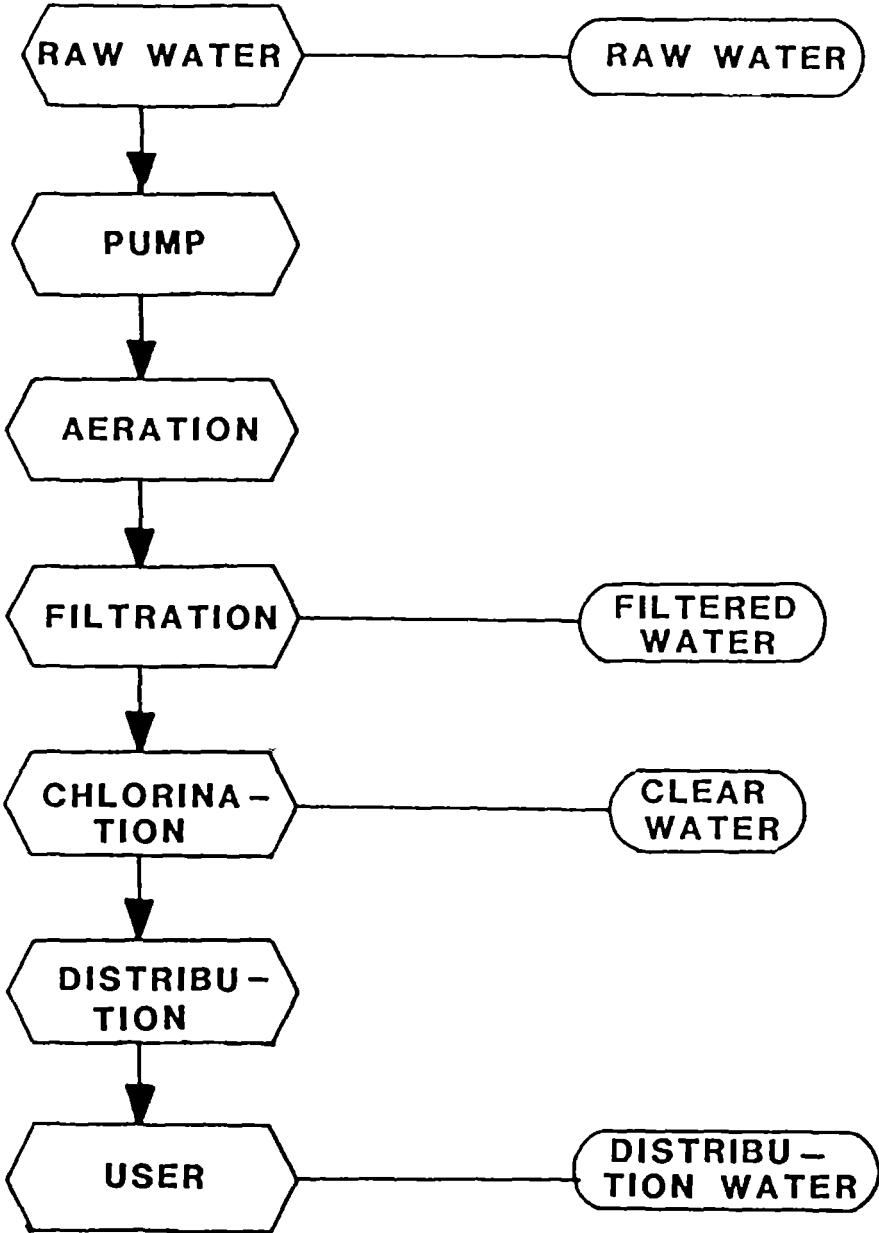 RAW WATER
RAW WATER
PUMP
AERATION
FILTRATION
FILTERED
WATER
CHLORINA-
TION
CLEAR
WATER
DISTRIBU-
TION
USER
DISTRIBU-
TION WATER